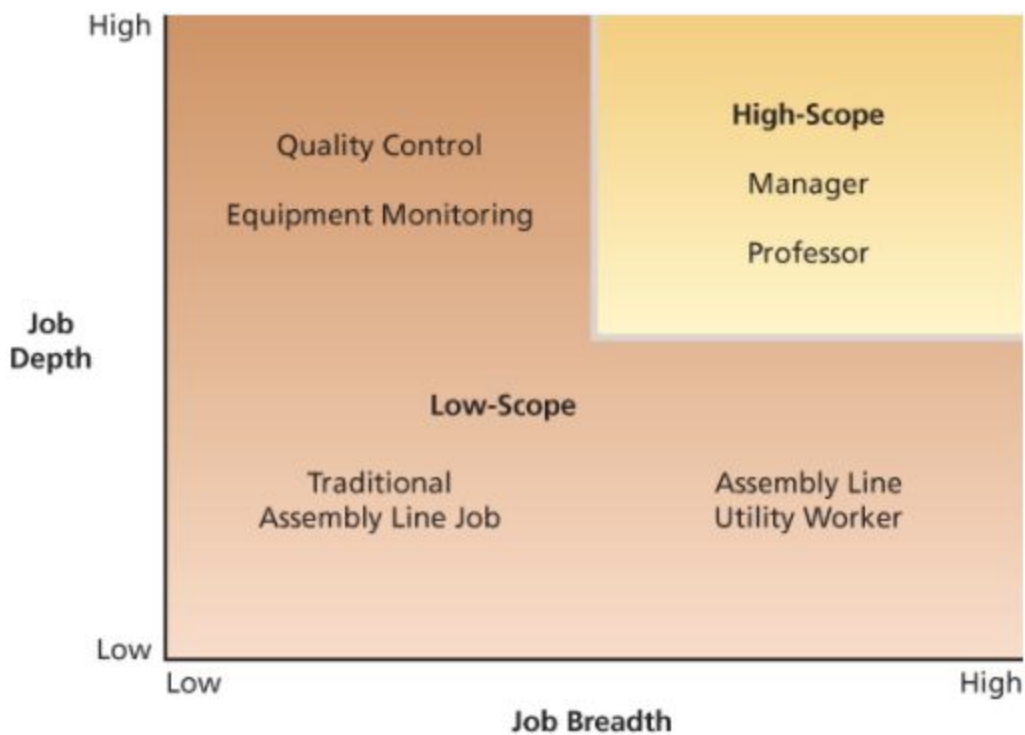 High
High-Scope
Quality Control
Manager
Equipment Monitoring
Professor
Job
Depth
Low-Scope
Traditional
Assembly Line Job
Assembly Line
Utility Worker
Low
Low
High
Job Breadth